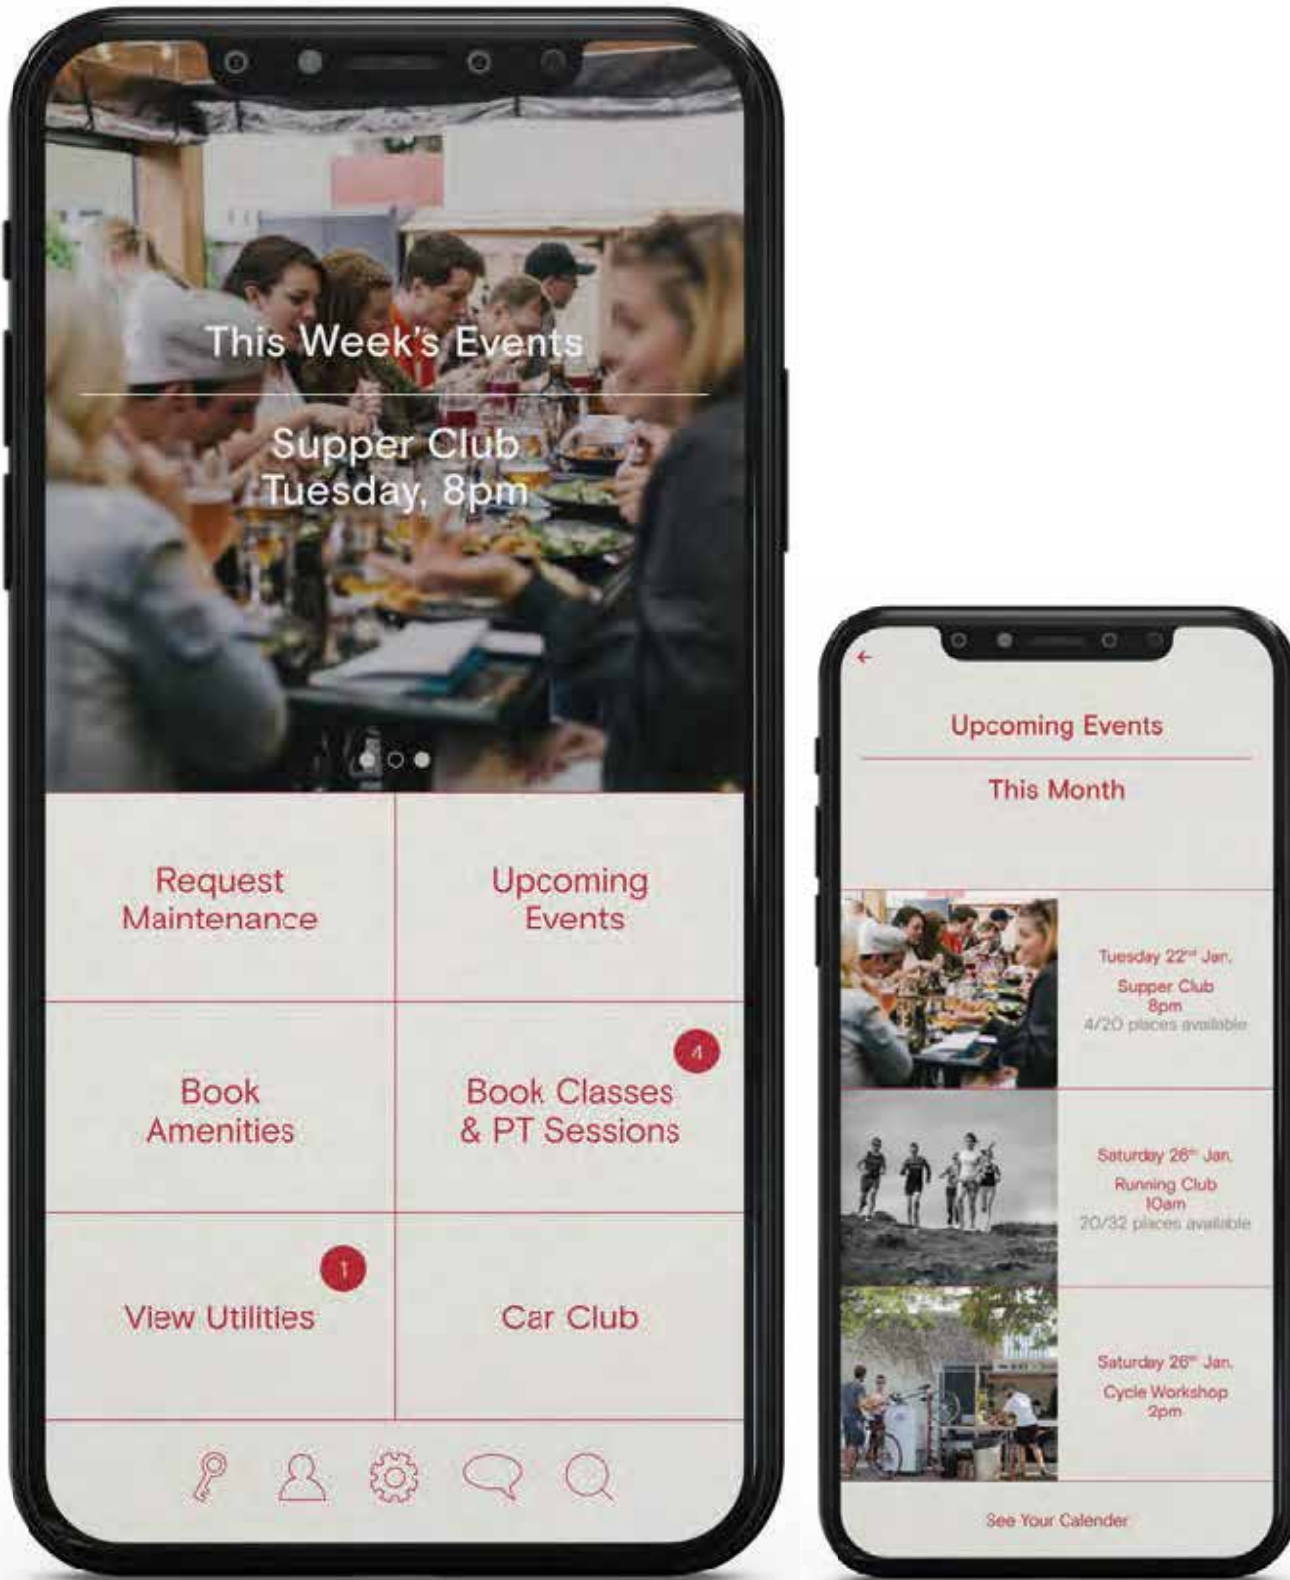 This Week's Events
Supper Club
Tuesday, 8pm
Request
Maintenance
Upcoming
Events
Book
Amenities
4
Book Classes
& PT Sessions
1
View Utilities
Car Club
Upcoming Events
This Month
Tuesday 22nd Jan.
Supper Club
8pm
4/20 places available
Saturday 26th Jan.
Running Club
10am
20/32 places available
Saturday 26th Jan.
Cycle Workshop
2pm
See Your Calender